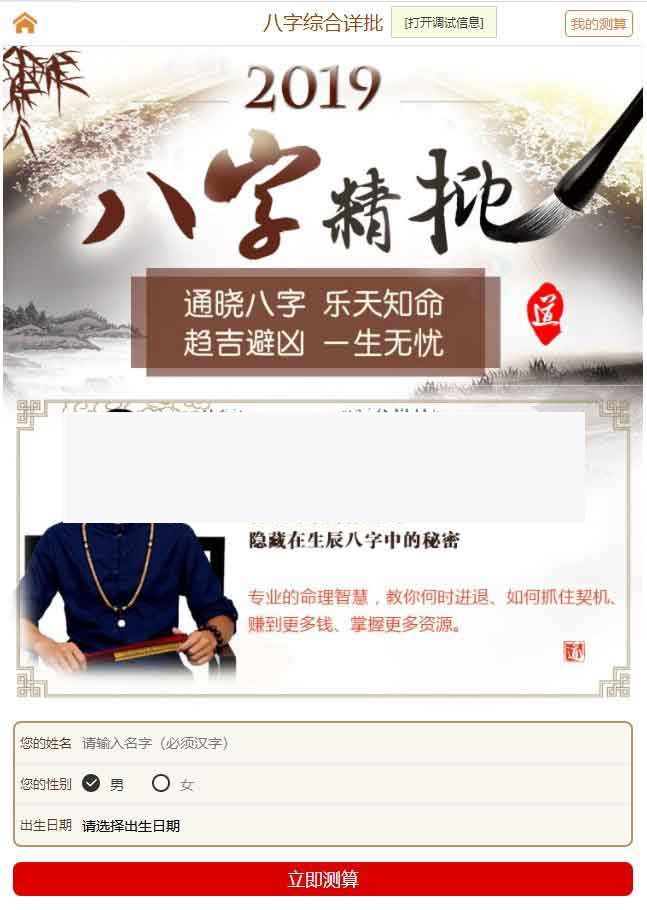 八字综合详批
[打开调试信息]
我的测算
2019
八字精批
通晓八字 乐天知命
趋吉避凶 一生无忧
道
隐藏在生辰八字中的秘密
专业的命理智慧，教你何时进退、如何抓住契机、
赚到更多钱、掌握更多资源。
您的姓名 请输入名字（必须汉字）
您的性别 男 女
出生日期 请选择出生日期
立即测算